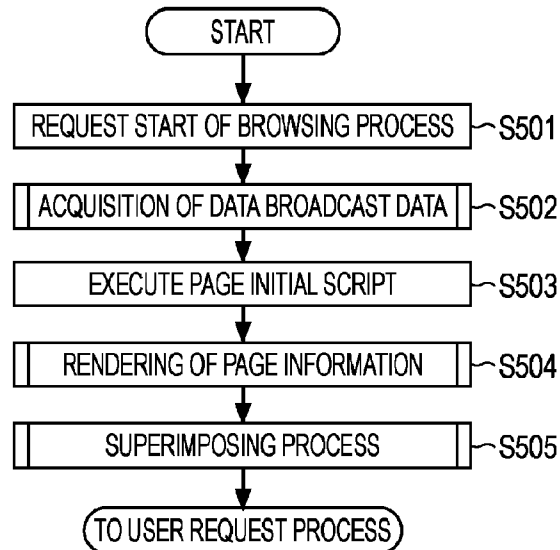 START
REQUEST START OF BROWSING PROCESS S501
ACQUISITION OF DATA BROADCAST DATA S502
EXECUTE PAGE INITIAL SCRIPT S503
RENDERING OF PAGE INFORMATION S504
SUPERIMPOSING PROCESS S505
TO USER REQUEST PROCESS